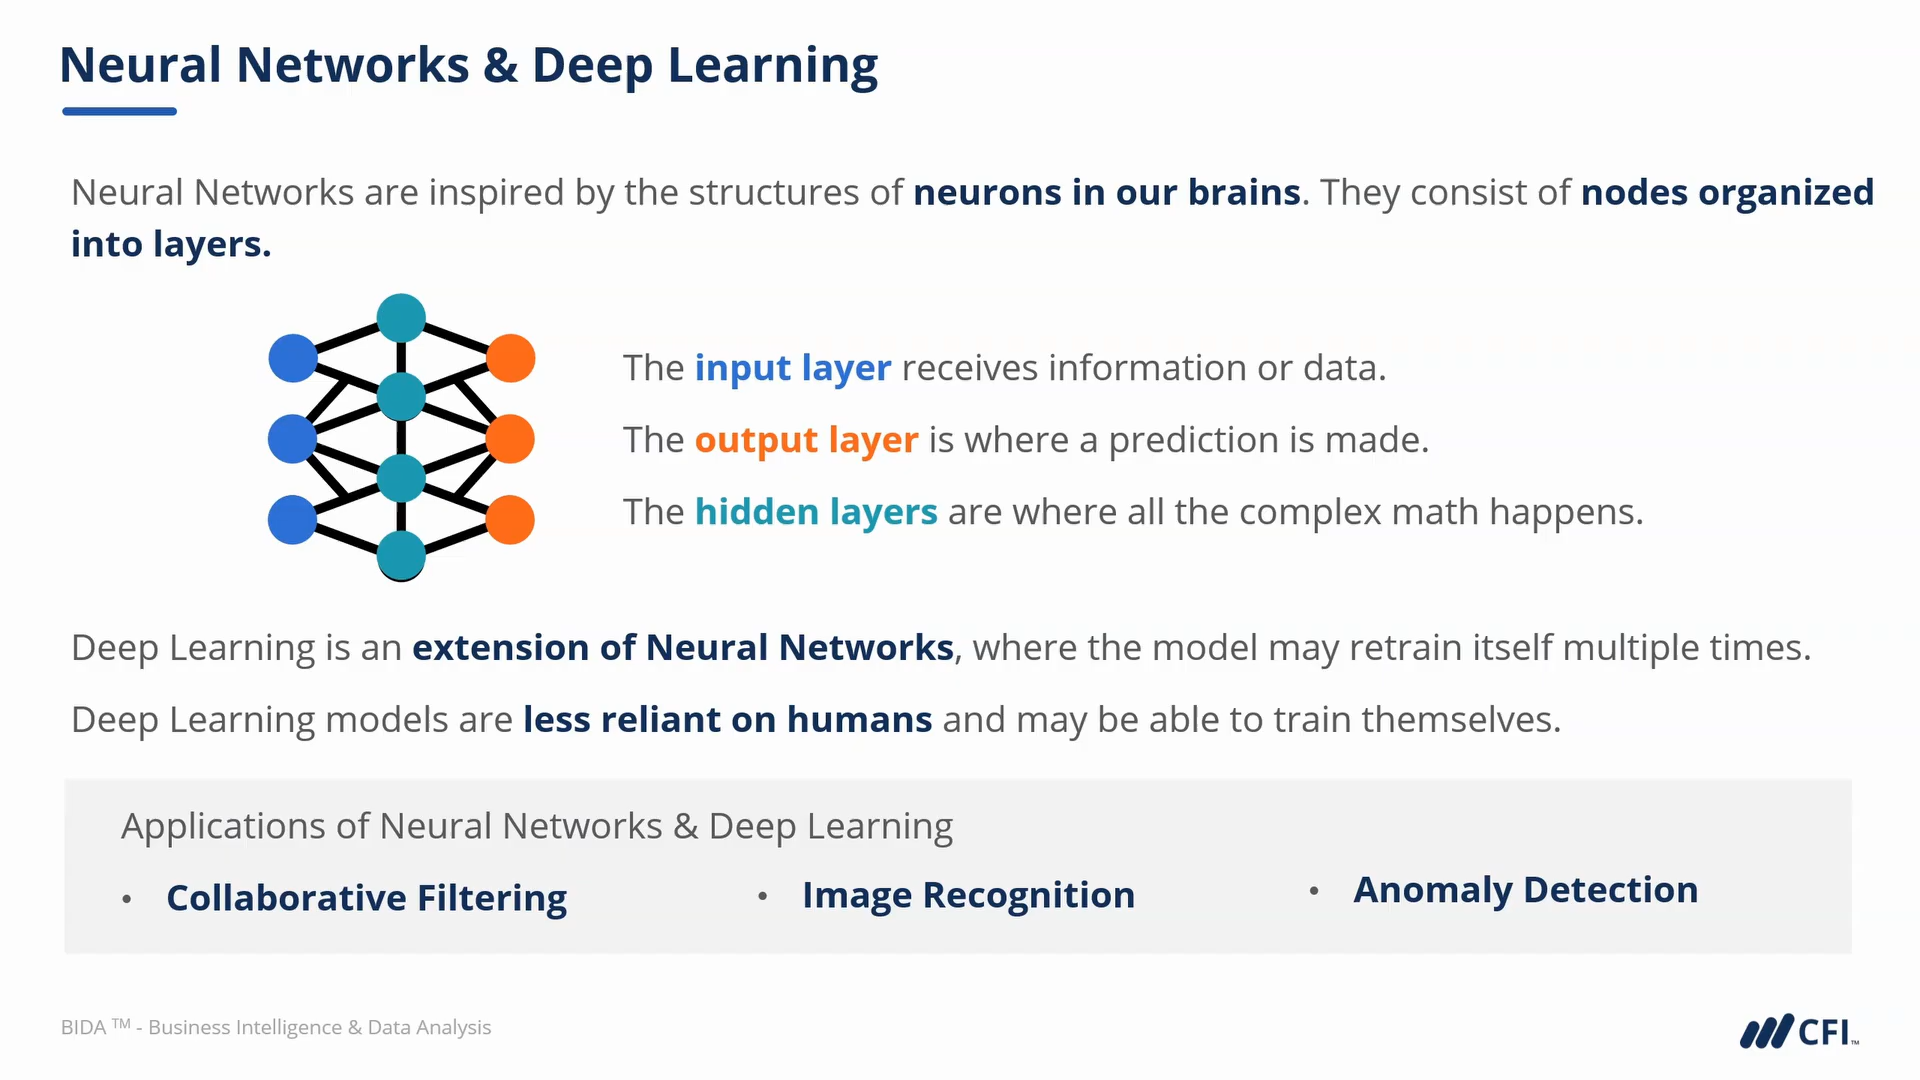 Neural Networks & Deep Learning
Neural Networks are inspired by the structures of neurons in our brains. They consist of nodes organized
into layers.
The input layer receives information or data.
The output layer is where a prediction is made.
The hidden layers are where all the complex math happens.
Deep Learning is an extension of Neural Networks, where the model may retrain itself multiple times.
Deep Learning models are less reliant on humans and may be able to train themselves.
Applications of Neural Networks & Deep Learning
• Collaborative Filtering
• Image Recognition
• Anomaly Detection
BIDA ™ - Business Intelligence & Data Analysis
CFI™